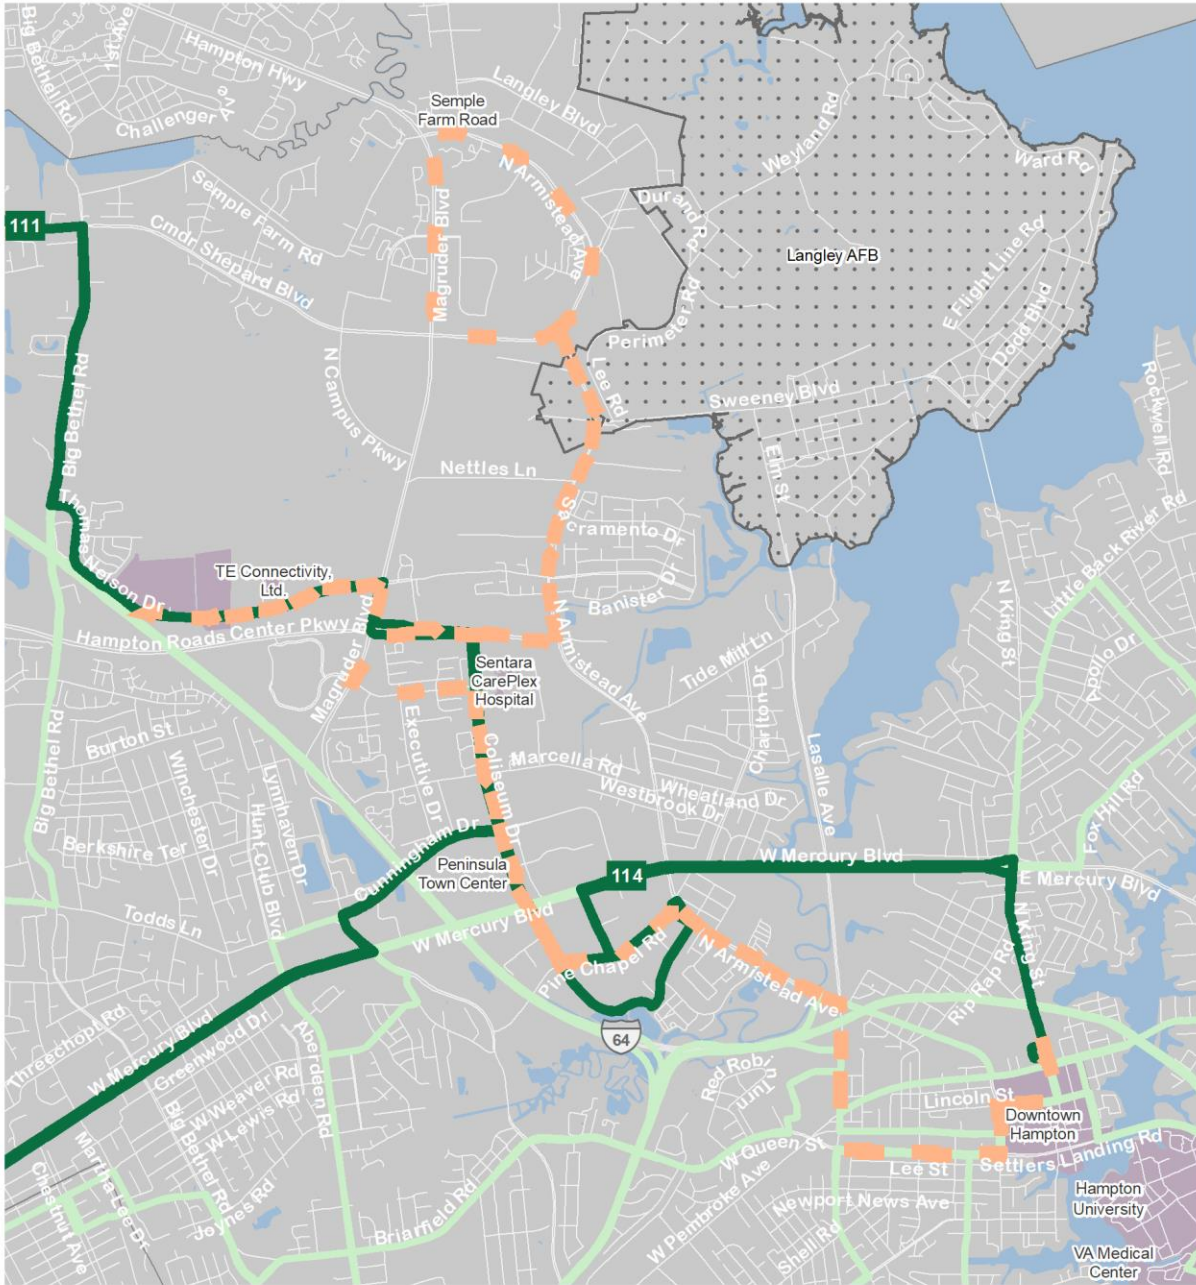 Big Bethel Rd
1st Ave
Hampton Hwy
Challenger Ave
Semple
Farm Road
Langley Blvd
Weyland Rd
Ward Rd
N Armistead Ave
Semple Farm Rd
Durand
111
Cmdr Shepard Blvd
Magruder Blvd
Langley AFB
E Flight Line Rd
Perimeter Rd
Dodd Blvd
N Campus Pkwy
Lee Rd
Big Bethel Rd
Sweeney Blvd
Rockwell Rd
Elm St
Nettles Ln
Sacramento Dr
Thomas Nelson Dr
Little Back River Rd
TE Connectivity,
Ltd.
Banister Dr
N King St
Hampton Roads Center Pkwy
Magruder Blvd
N Armistead Ave
Tide Mill Ln
Apollo Dr
Sentara
CarePlex
Hospital
Charlton Dr
Executive Dr
Coliseum Dr
Burton St
Big Bethel Rd
Winchester Dr
Lynnhaven Dr
Hunt Club Blvd
Marcella Rd
Westbrook Dr
Wheatland Dr
Lasalle Ave
Fox Hill Rd
Berkshire Ter
Cunningham Dr
Peninsula
Town Center
W Mercury Blvd
114
E Mercury Blvd
Todds Ln
W Mercury Blvd
Pine Chapel Rd
N Armistead Ave
N King St
Rip Rap Rd
64
Threechopt Rd
W Mercury Blvd
Greenwood Dr
Aberdeen Rd
Red Robin Turn
W Weaver Rd
W Lewis Rd
Big Bethel Rd
Lincoln St
Downtown
Hampton
W Queen St
Lee St
Settlers Landing Rd
Martha Lee Dr
Chestnut Ave
Joynes Rd
Briarfield Rd
W Pembroke Ave
Newport News Ave
Shell Rd
Hampton
University
VA Medical
Center